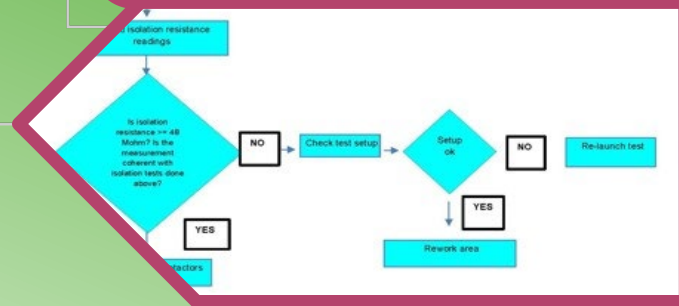 isolation resistance
readings
Is isolation
resistance >= 48
Mohm? Is the
measurement
coherent with
isolation tests done
above?
NO
Check test setup
Setup
ok
NO
Re-launch test
YES
YES
Rework area